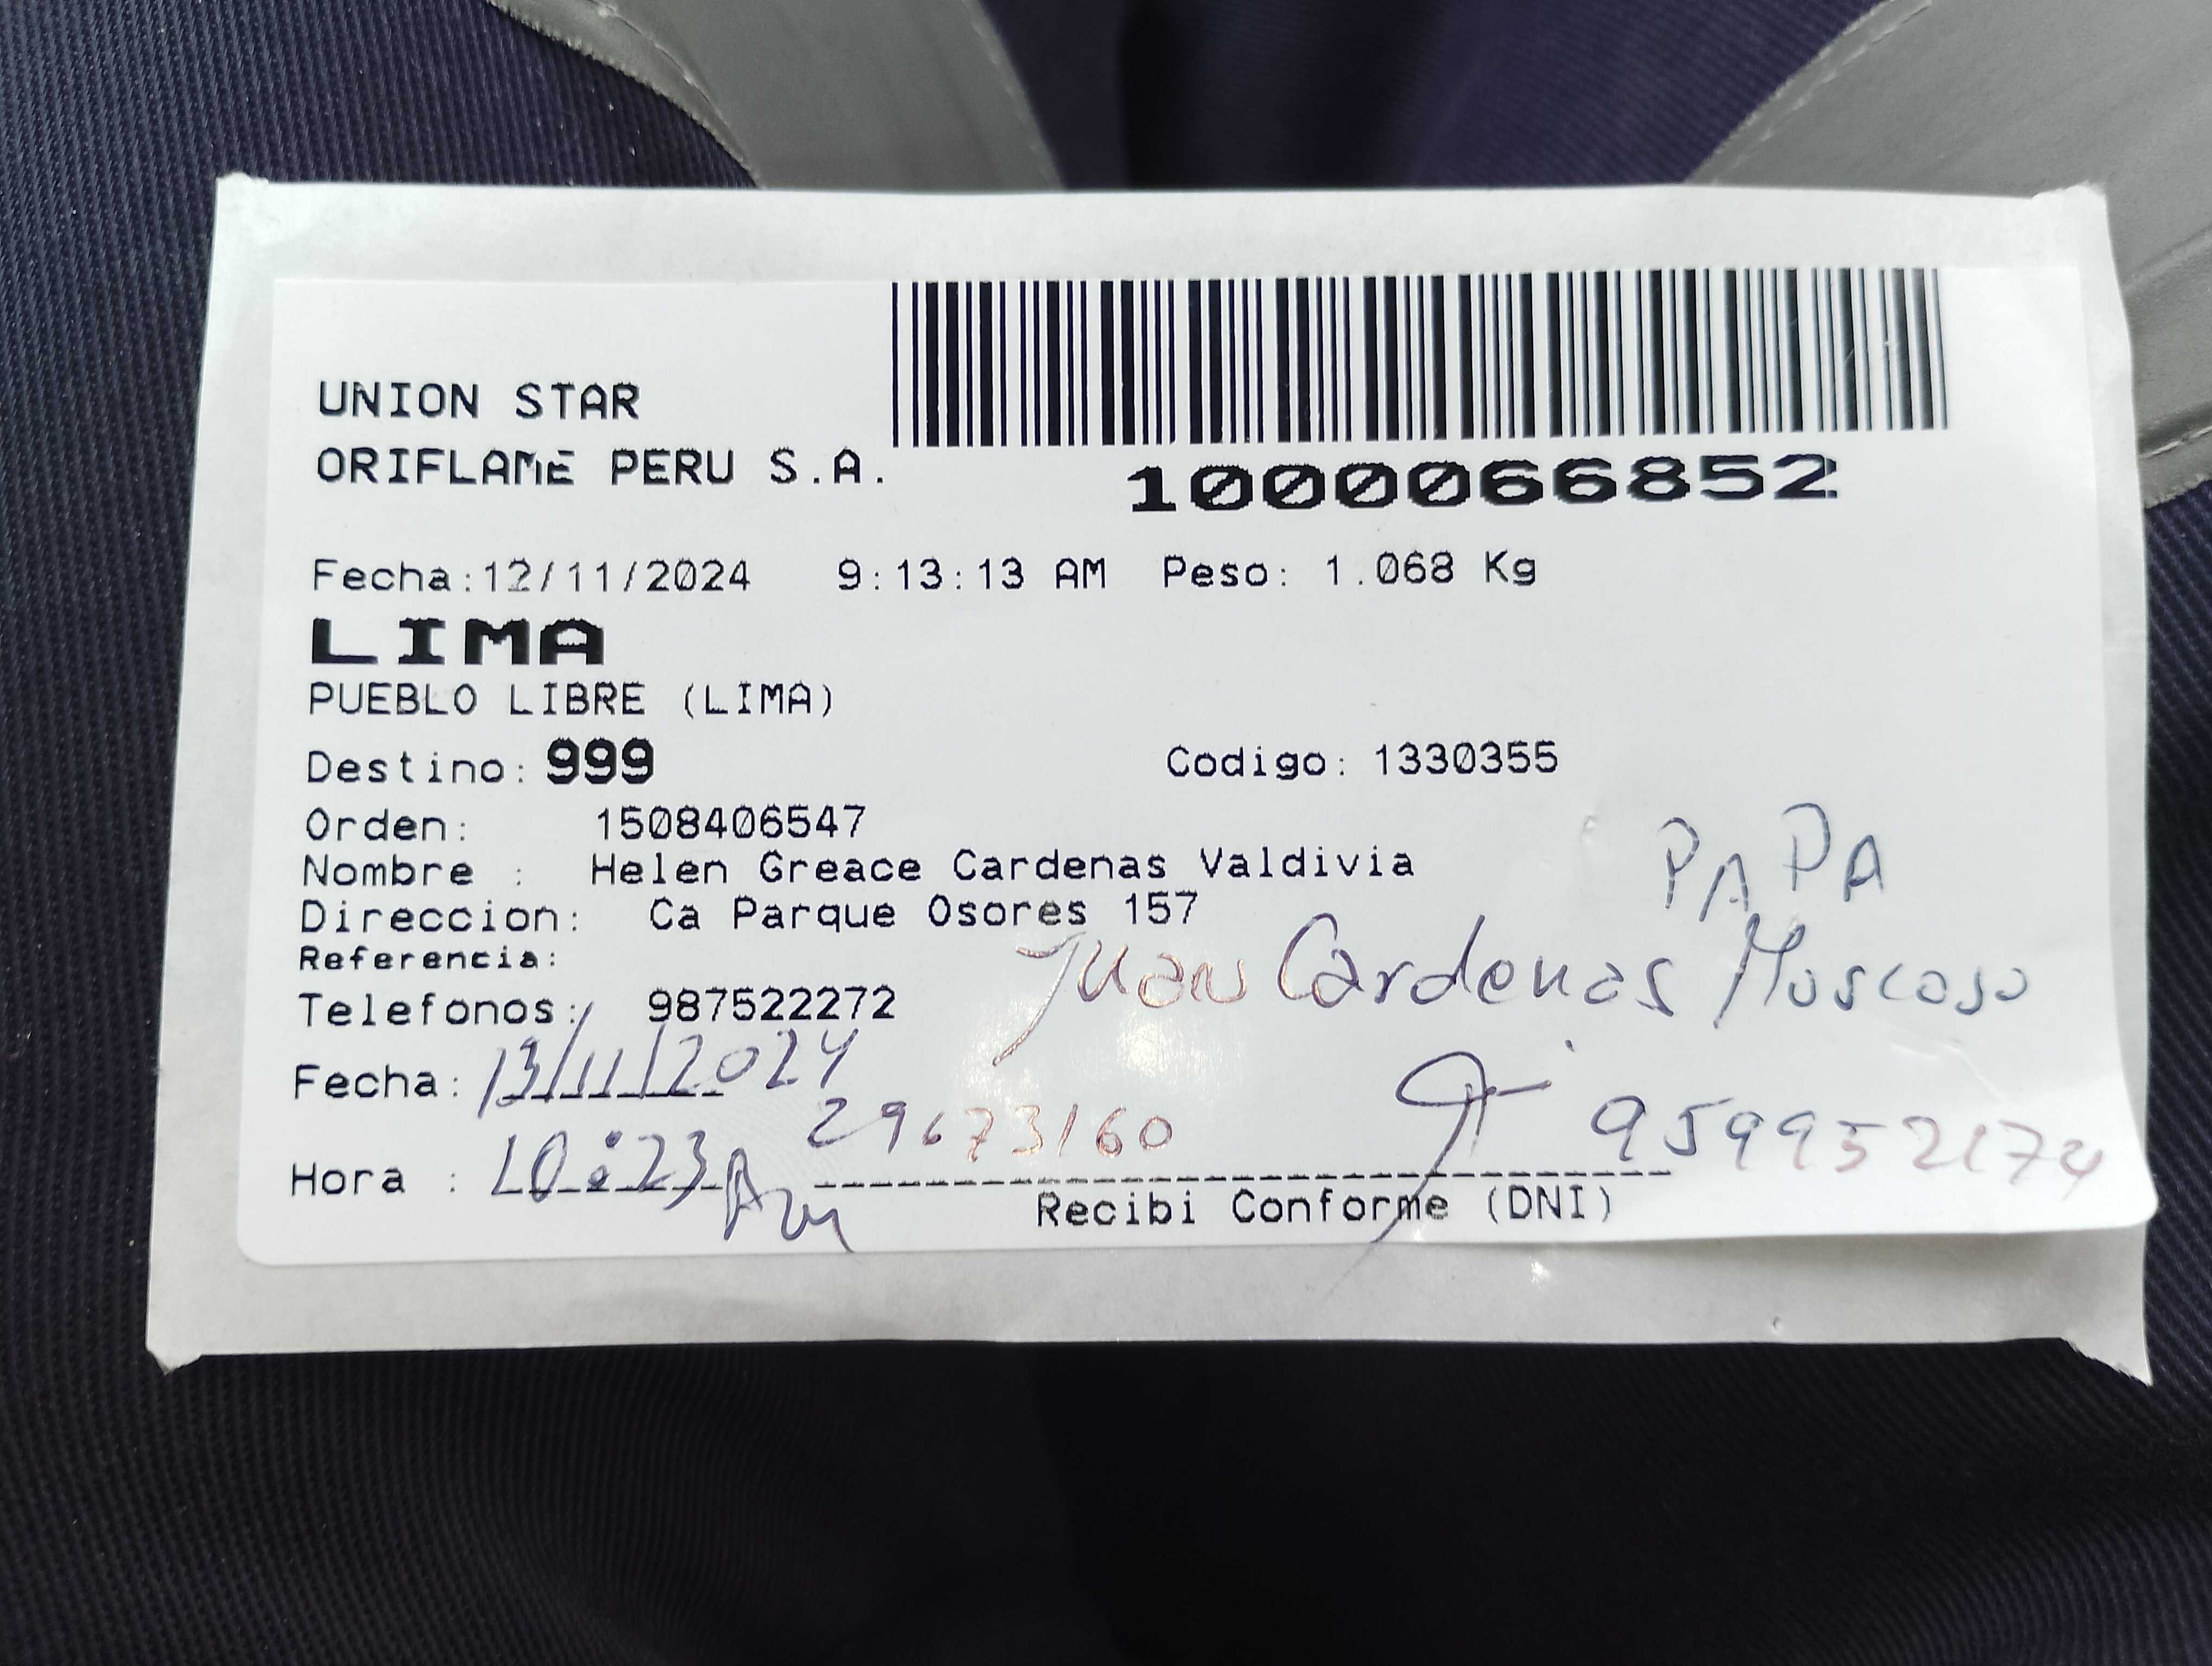 UNION STAR
ORIFLAME PERU S.A.
1000066852
Fecha:12/11/2024 9:13:13 AM Peso: 1.068 Kg
LIMA
PUEBLO LIBRE (LIMA)
Destino: 999 Codigo: 1330355
Orden: 1508406547
Nombre : Helen Greace Cardenas Valdivia
PAPA
Direccion: Ca Parque Osores 157
Referencia:
Juan Cardenas Moscoso
Telefonos: 987522272
Fecha: 13/11/2024
29673160
959952174
Hora : 10:23 Am
Recibi Conforme (DNI)